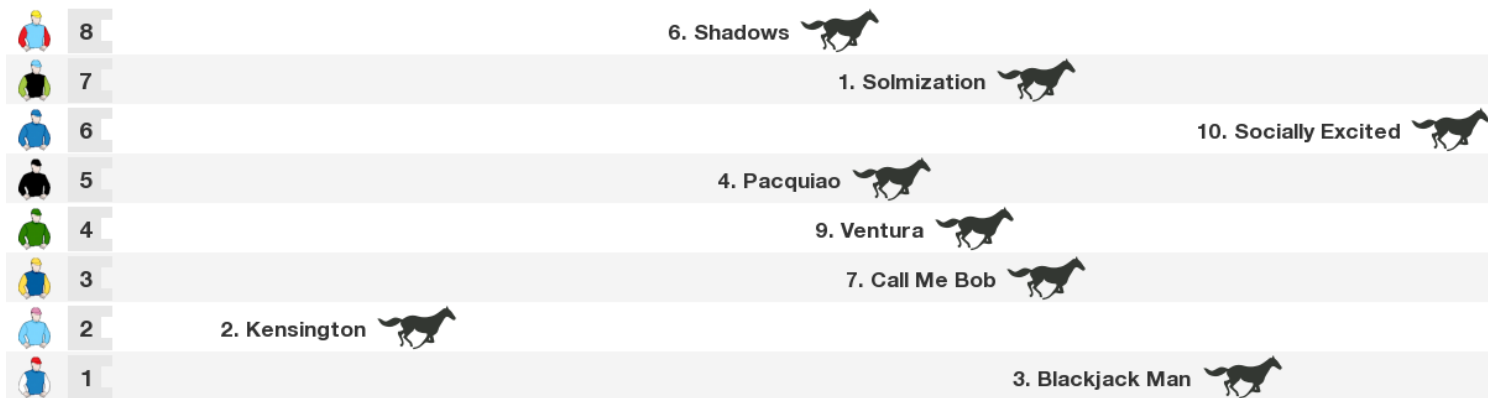 8 6. Shadows
7 1. Solmization
6 10. Socially Excited
5 4. Pacquiao
4 9. Ventura
3 7. Call Me Bob
2 2. Kensington
1 3. Blackjack Man